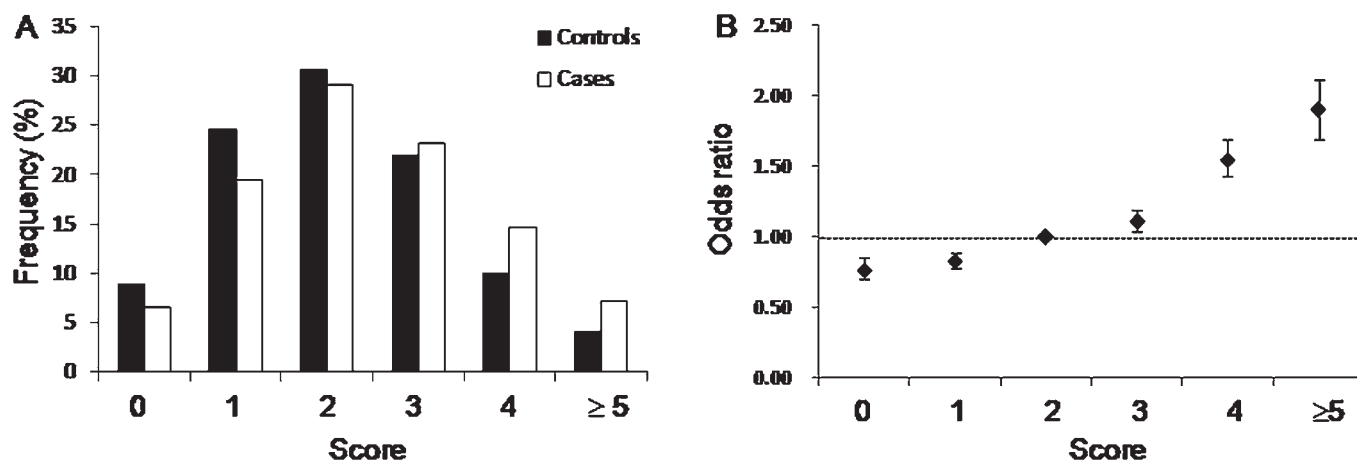 A
35
30
25
20
15
10
5
0
Frequency (%)
Controls
Cases
0 1 2 3 4 ≥5
Score
B
2.50
2.00
1.50
1.00
0.50
0.00
Odds ratio
0 1 2 3 4 ≥5
Score